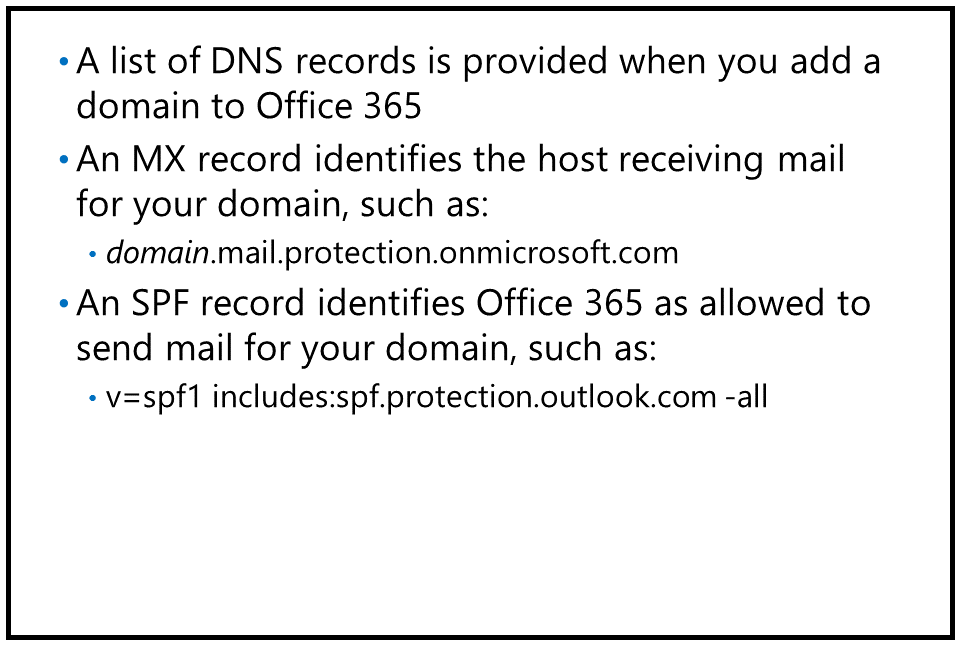 • A list of DNS records is provided when you add a
domain to Office 365
• An MX record identifies the host receiving mail
for your domain, such as:
• domain.mail.protection.onmicrosoft.com
• An SPF record identifies Office 365 as allowed to
send mail for your domain, such as:
• v=spf1 includes:spf.protection.outlook.com -all